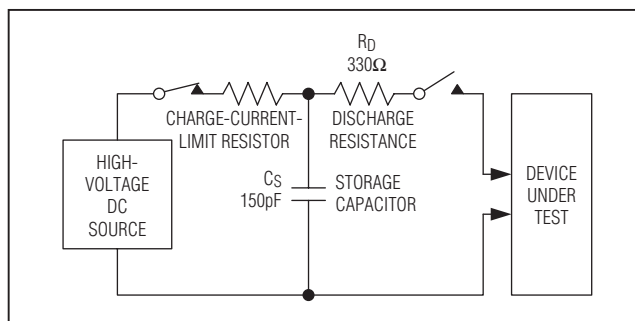 RD
330Ω
CHARGE-CURRENT-
LIMIT RESISTOR
DISCHARGE
RESISTANCE
HIGH-
VOLTAGE
DC
SOURCE
CS
150pF
STORAGE
CAPACITOR
DEVICE
UNDER
TEST